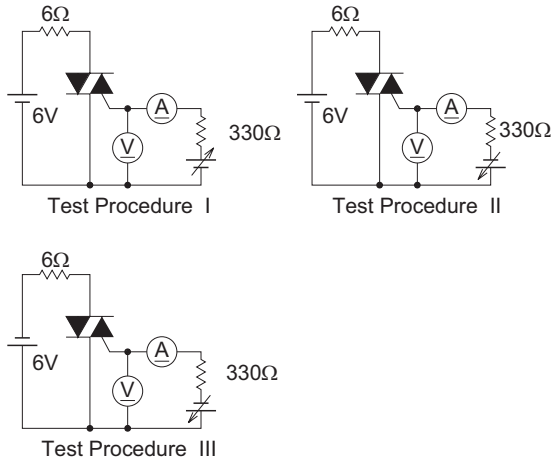 6Ω
6V
A
V
330Ω
Test Procedure I
6Ω
6V
A
V
330Ω
Test Procedure II
6Ω
6V
A
V
330Ω
Test Procedure III